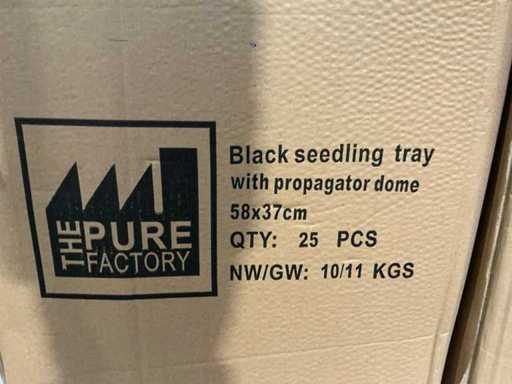 THE
PURE
FACTORY
Black seedling tray
with propagator dome
58x37cm
QTY: 25 PCS
NW/GW: 10/11 KGS